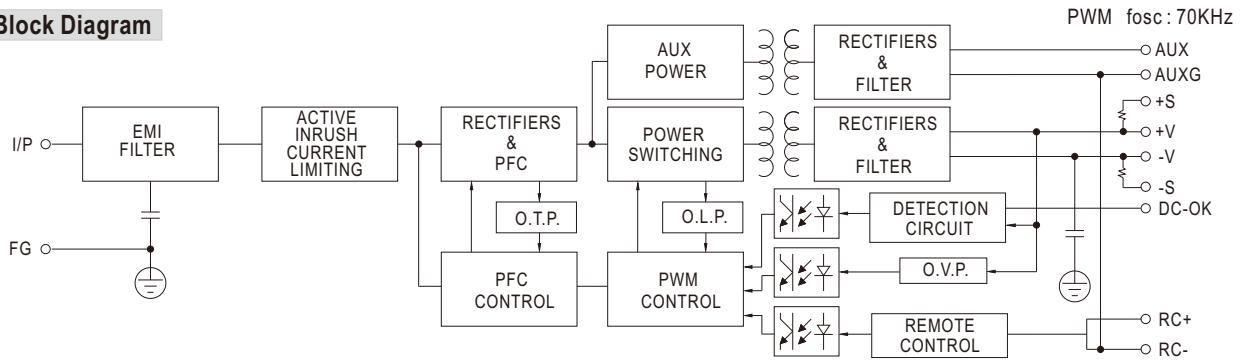 Block Diagram
PWM fosc : 70KHz
AUX
POWER
RECTIFIERS
&
FILTER
AUX
AUXG
I/P
EMI
FILTER
ACTIVE
INRUSH
CURRENT
LIMITING
RECTIFIERS
&
PFC
POWER
SWITCHING
RECTIFIERS
&
FILTER
+S
+V
-V
-S
DC-OK
O.T.P.
O.L.P.
DETECTION
CIRCUIT
FG
PFC
CONTROL
PWM
CONTROL
O.V.P.
REMOTE
CONTROL
RC+
RC-